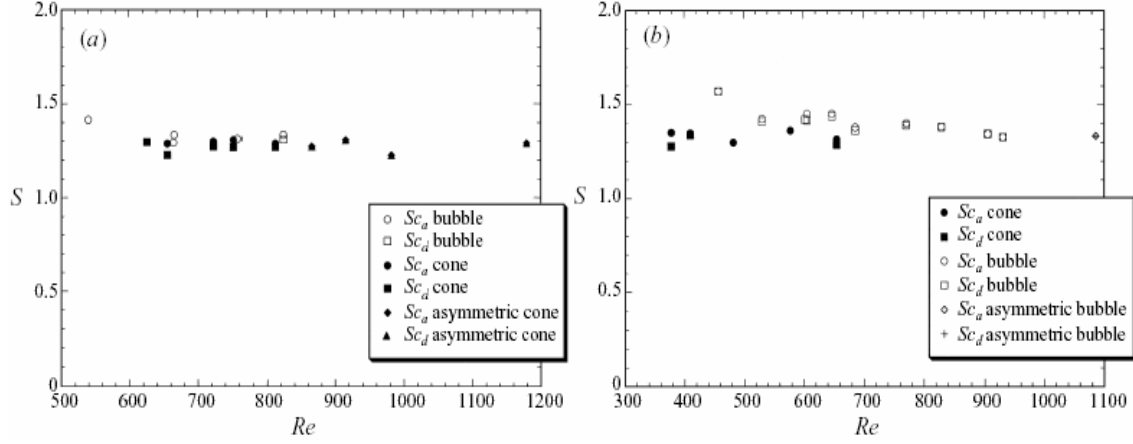 (a)
2.0
1.5
S 1.0
0.5
0
500 600 700 800 900 1000 1100 1200
Re
Sc_a bubble
Sc_d bubble
Sc_a cone
Sc_d cone
Sc_a asymmetric cone
Sc_d asymmetric cone
(b)
2.0
1.5
S 1.0
0.5
0
300 400 500 600 700 800 900 1000 1100
Re
Sc_a cone
Sc_d cone
Sc_a bubble
Sc_d bubble
Sc_a asymmetric bubble
Sc_d asymmetric bubble